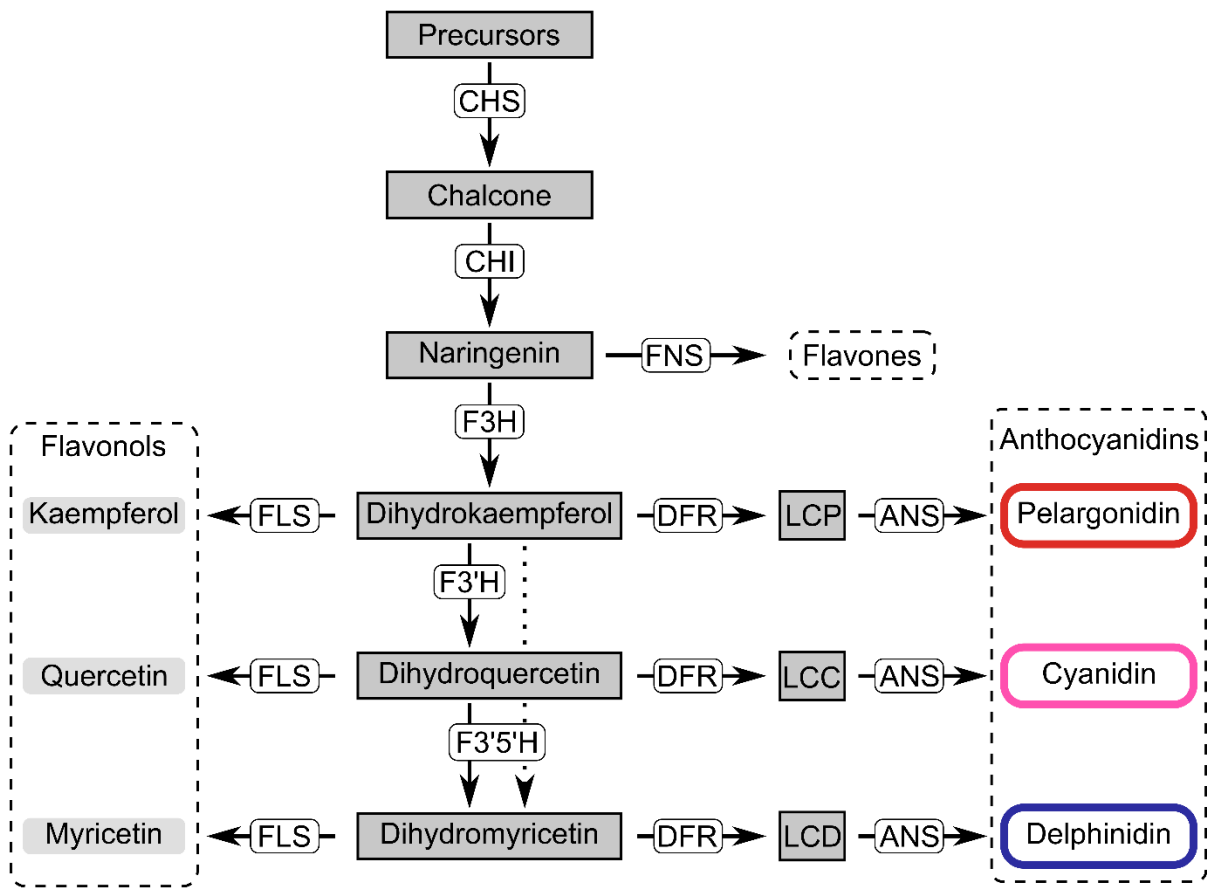 Precursors
CHS
Chalcone
CHI
Naringenin FNS Flavones
F3H
Flavonols Anthocyanidins
Kaempferol FLS Dihydrokaempferol DFR LCP ANS Pelargonidin
F3'H
Quercetin FLS Dihydroquercetin DFR LCC ANS Cyanidin
F3'5'H
Myricetin FLS Dihydromyricetin DFR LCD ANS Delphinidin